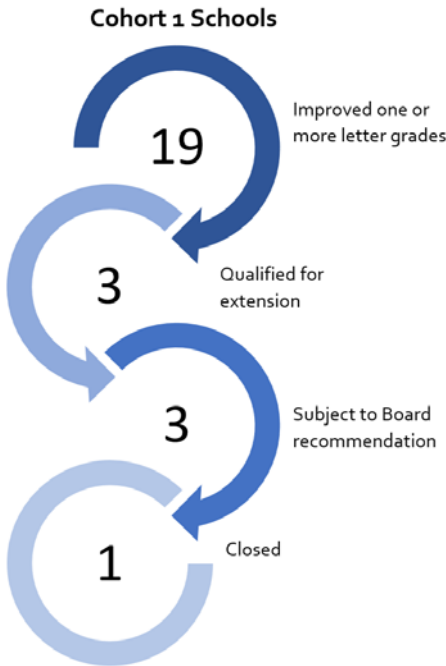 Cohort 1 Schools
19
Improved one or
more letter grades
3
Qualified for
extension
3
Subject to Board
recommendation
1
Closed